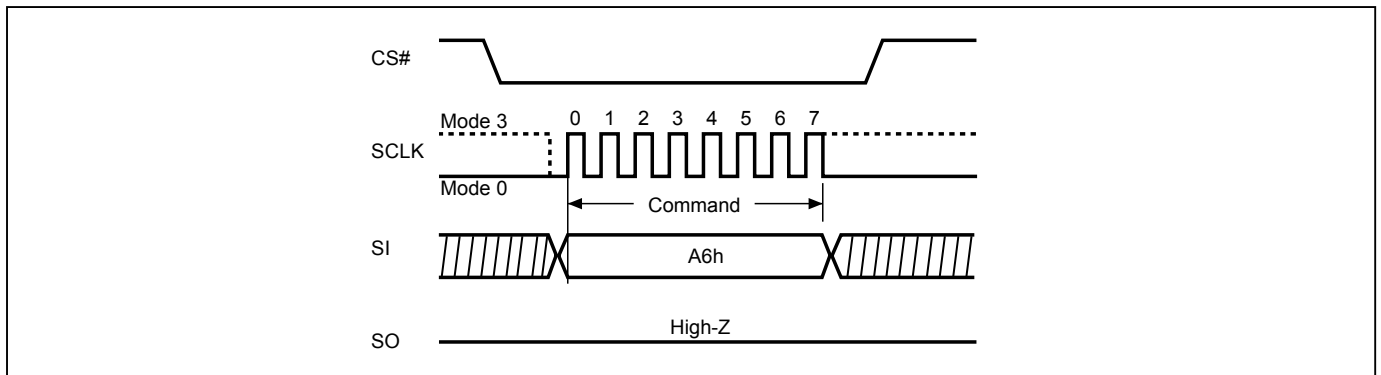 CS#
Mode 3
0 1 2 3 4 5 6 7
SCLK
Mode 0
Command
SI
A6h
High-Z
SO